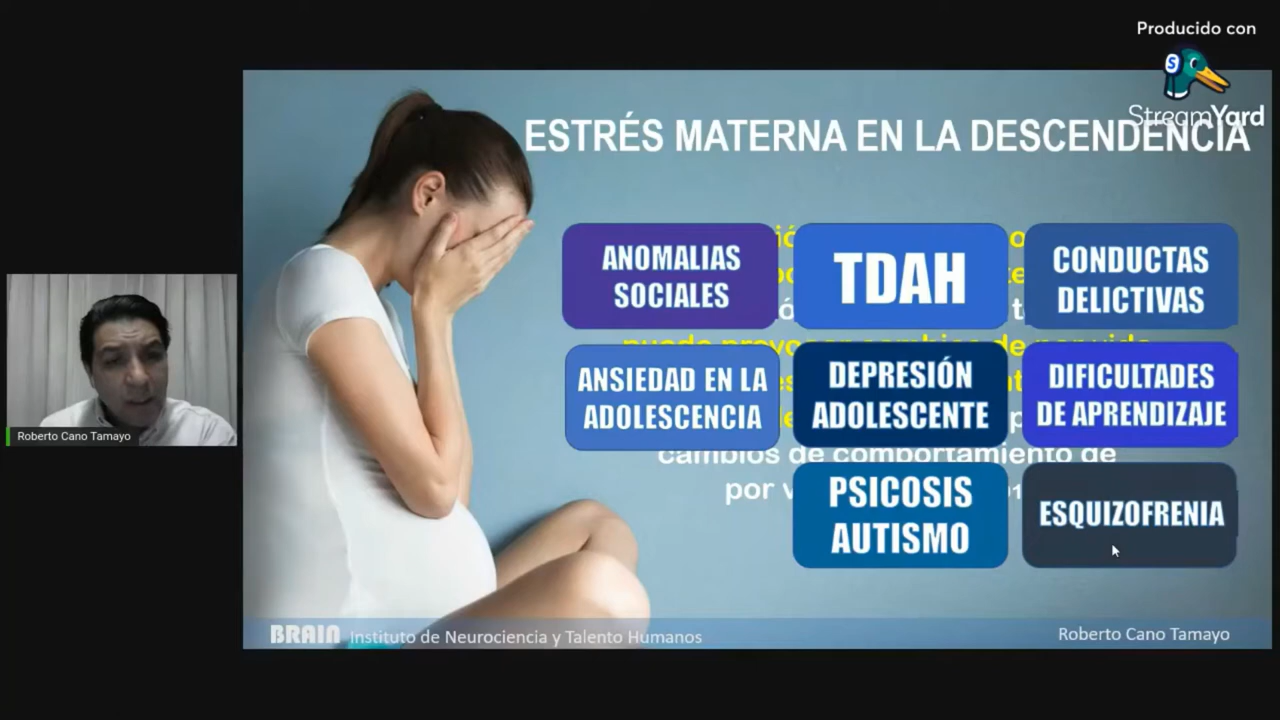 Producido con
StreamYard
ESTRÉS MATERNA EN LA DESCENDENCIA
ANOMALIAS
SOCIALES
TDAH
CONDUCTAS
DELICTIVAS
ANSIEDAD EN LA
ADOLESCENCIA
DEPRESIÓN
ADOLESCENTE
DIFICULTADES
DE APRENDIZAJE
cambios de comportamiento de
por
PSICOSIS
AUTISMO
ESQUIZOFRENIA
Roberto Cano Tamayo
BRAIN Instituto de Neurociencia y Talento Humanos
Roberto Cano Tamayo